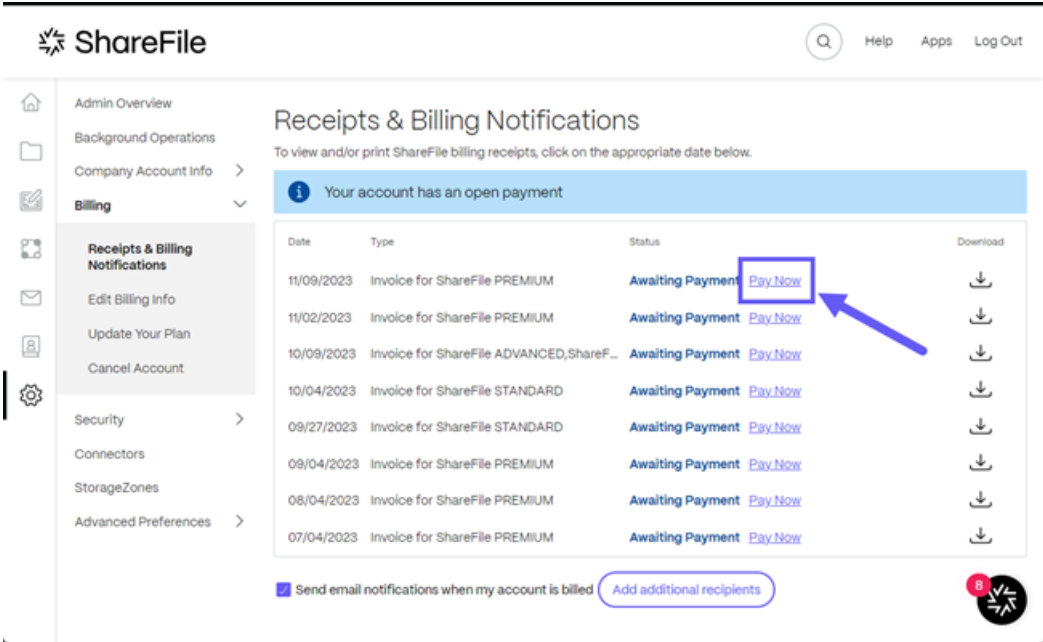 ShareFile
Help Apps Log Out
Admin Overview
Background Operations
Company Account Info
Billing
Receipts & Billing
Notifications
Edit Billing Info
Update Your Plan
Cancel Account
Security
Connectors
StorageZones
Advanced Preferences
Receipts & Billing Notifications
To view and/or print ShareFile billing receipts, click on the appropriate date below.
Your account has an open payment
Date Type Status Download
11/09/2023 Invoice for ShareFile PREMIUM Awaiting Payment Pay Now
11/02/2023 Invoice for ShareFile PREMIUM Awaiting Payment Pay Now
10/09/2023 Invoice for ShareFile ADVANCED,ShareF... Awaiting Payment Pay Now
10/04/2023 Invoice for ShareFile STANDARD Awaiting Payment Pay Now
09/27/2023 Invoice for ShareFile STANDARD Awaiting Payment Pay Now
09/04/2023 Invoice for ShareFile PREMIUM Awaiting Payment Pay Now
08/04/2023 Invoice for ShareFile PREMIUM Awaiting Payment Pay Now
07/04/2023 Invoice for ShareFile PREMIUM Awaiting Payment Pay Now
Send email notifications when my account is billed Add additional recipients
8